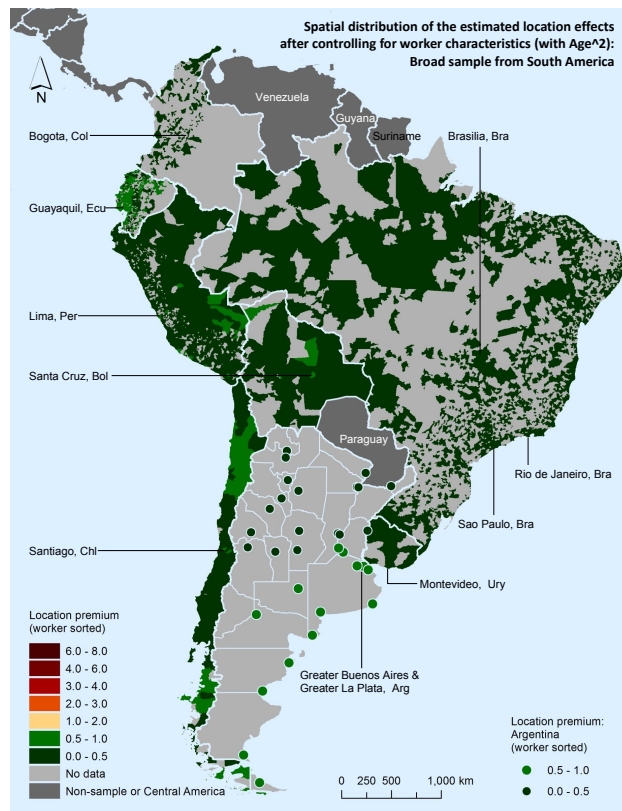 Spatial distribution of the estimated location effects
after controlling for worker characteristics (with Age^2):
Broad sample from South America
N
Venezuela
Guyana
Suriname
Bogota, Col
Brasilia, Bra
Guayaquil, Ecu
Lima, Per
Santa Cruz, Bol
Paraguay
Rio de Janeiro, Bra
Sao Paulo, Bra
Santiago, Chl
Montevideo, Ury
Greater Buenos Aires &
Greater La Plata, Arg
Location premium
(worker sorted)
6.0 - 8.0
4.0 - 6.0
3.0 - 4.0
2.0 - 3.0
1.0 - 2.0
0.5 - 1.0
0.0 - 0.5
No data
Non-sample or Central America
0 250 500 1,000 km
Location premium:
Argentina
(worker sorted)
0.5 - 1.0
0.0 - 0.5